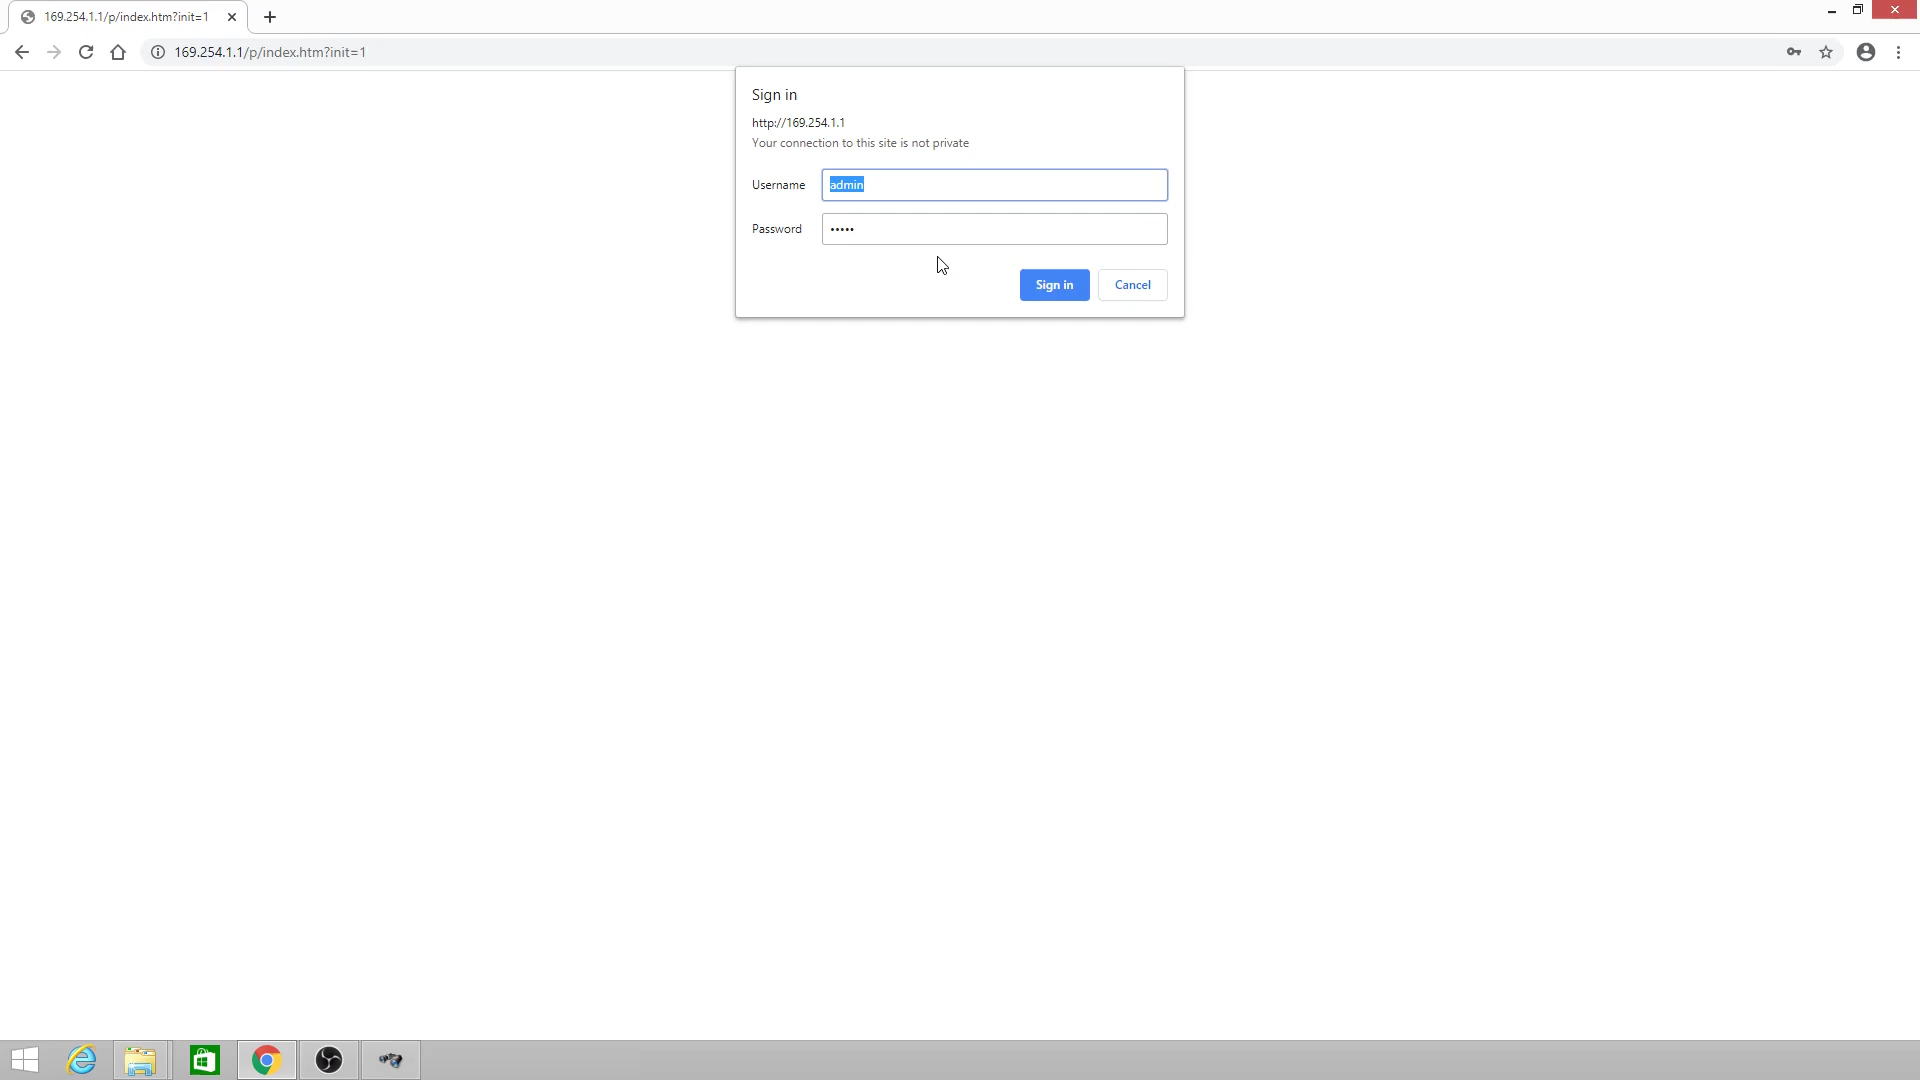 169.254.1.1/p/index.htm?init=1
169.254.1.1/p/index.htm?init=1
Sign in
http://169.254.1.1
Your connection to this site is not private
Username admin
Password •••••
Sign in Cancel